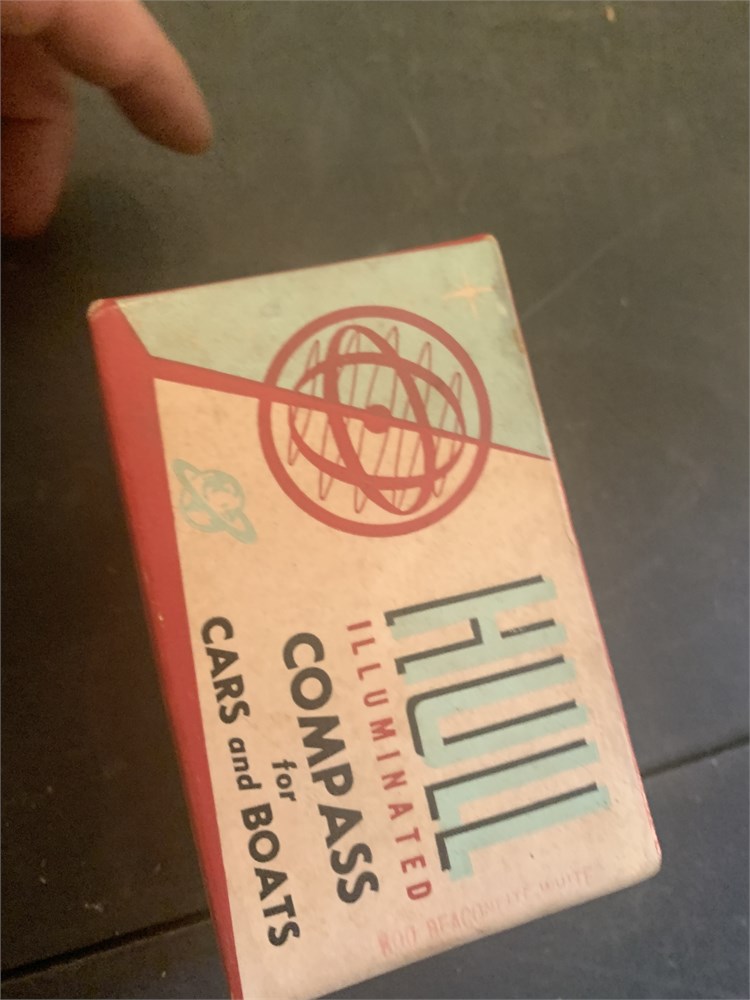 HULL
ILLUMINATED
COMPASS
for
CARS and BOATS